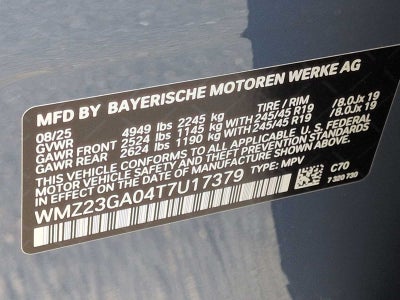 MFD BY BAYERISCHE MOTOREN WERKE AG
08/25 TIRE / RIM
GVWR 4949 lbs 2245 kg
GAWR FRONT 2524 lbs 1145 kg WITH 245/45 R19 /8.0Jx 19
GAWR REAR 2624 lbs 1190 kg WITH 245/45 R19 /8.0Jx 19
THIS VEHICLE CONFORMS TO ALL APPLICABLE U.S. FEDERAL
MOTOR VEHICLE SAFETY AND THEFT PREVENTION STANDARDS
IN EFFECT ON THE DATE OF MANUFACTURE SHOWN ABOVE.
WMZ23GA04T7U17379 TYPE: MPV
C70
7 320 730